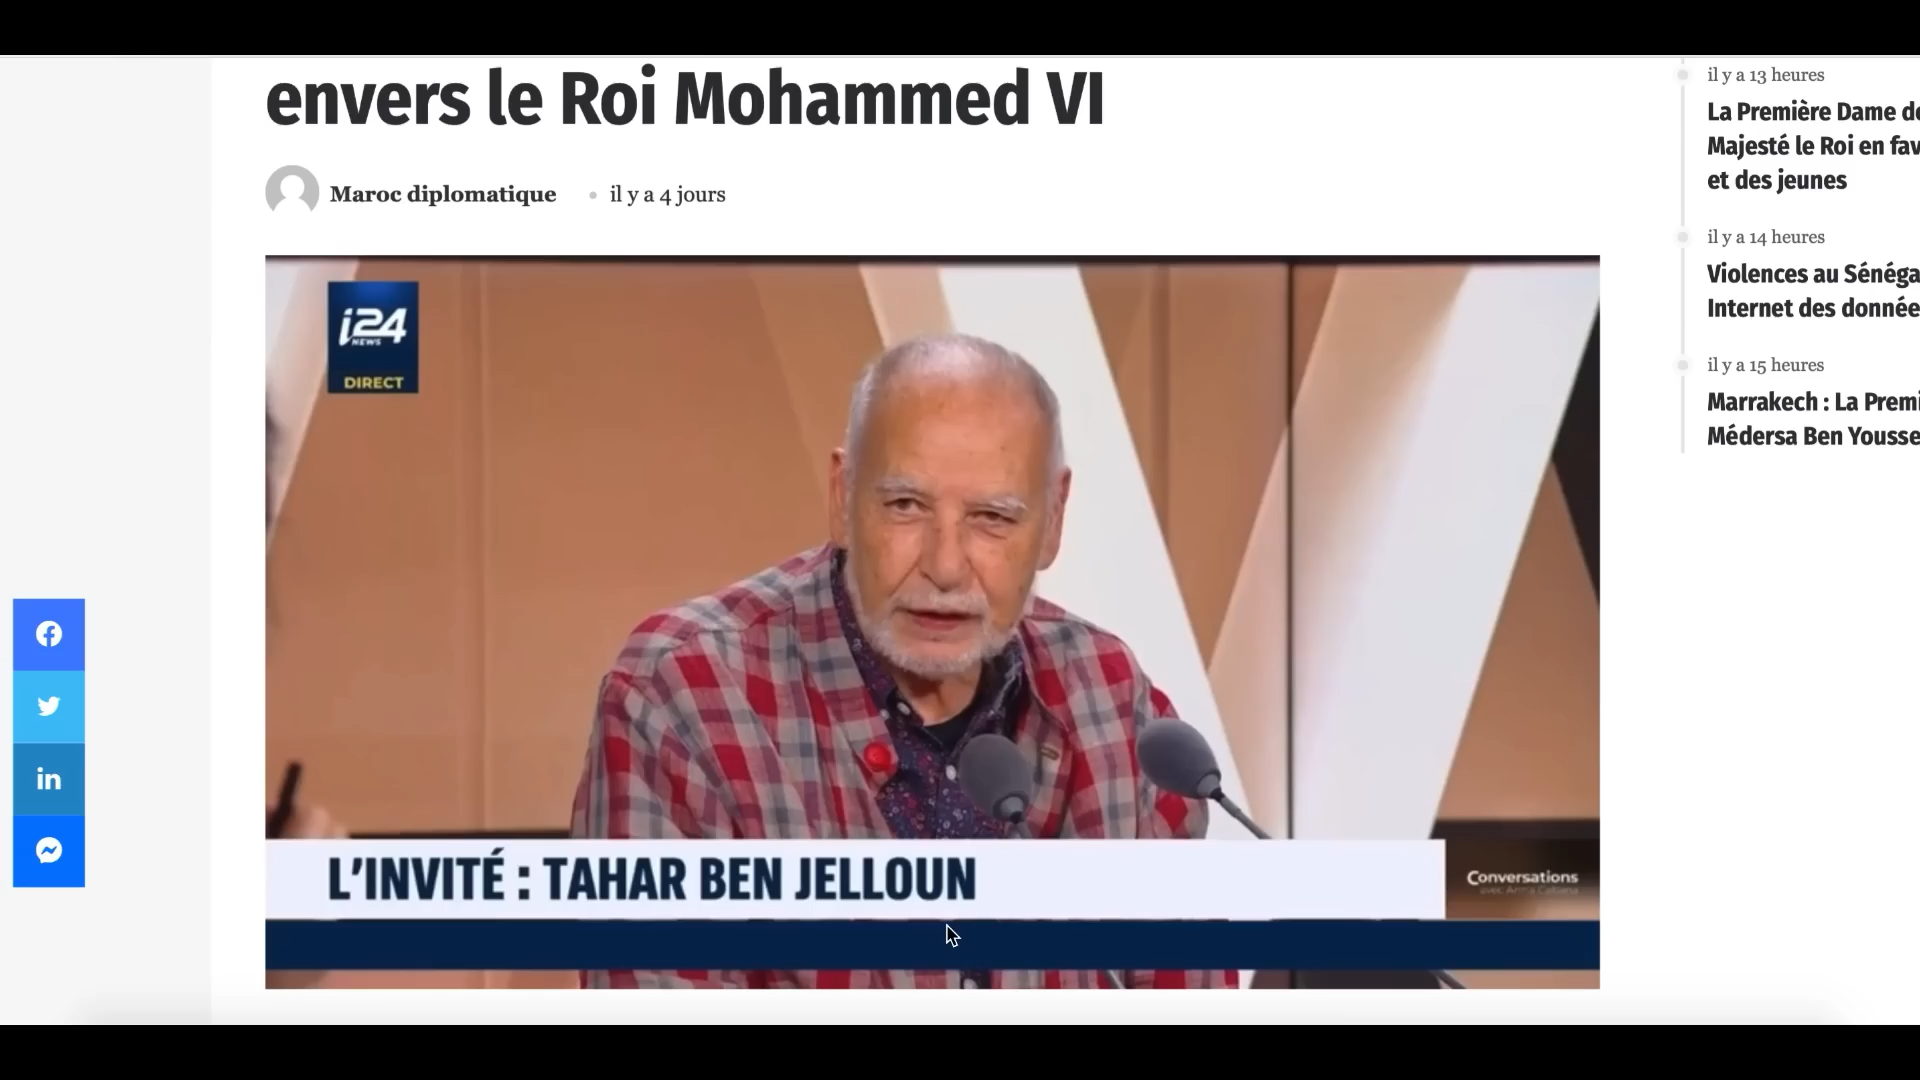 envers le Roi Mohammed VI
Maroc diplomatique • il y a 4 jours
i24
NEWS
DIRECT
L'INVITÉ : TAHAR BEN JELLOUN
Conversations
il y a 13 heures
La Première Dame de
Majesté le Roi en fav
et des jeunes
il y a 14 heures
Violences au Sénéga
Internet des donnée
il y a 15 heures
Marrakech : La Premi
Médersa Ben Yousse
in